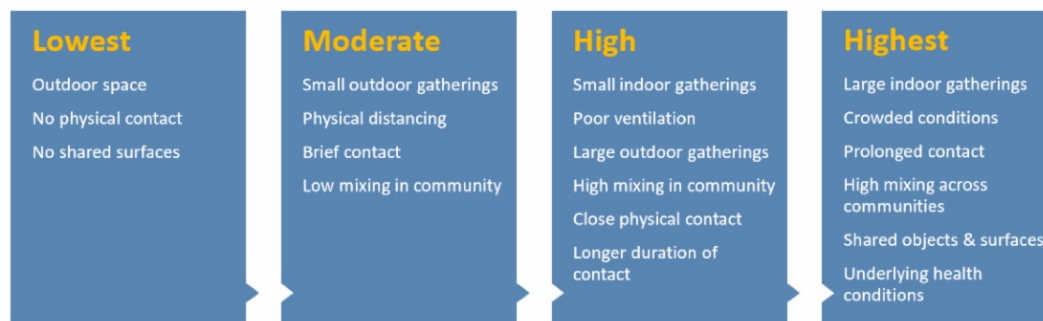 Lowest
Outdoor space
No physical contact
No shared surfaces
Moderate
Small outdoor gatherings
Physical distancing
Brief contact
Low mixing in community
High
Small indoor gatherings
Poor ventilation
Large outdoor gatherings
High mixing in community
Close physical contact
Longer duration of
contact
Highest
Large indoor gatherings
Crowded conditions
Prolonged contact
High mixing across
communities
Shared objects & surfaces
Underlying health
conditions